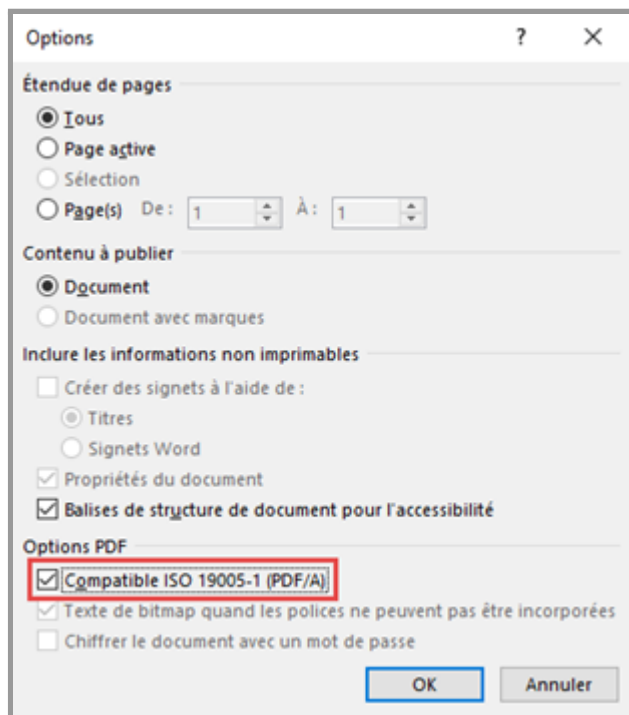 Options ? ×
Étendue de pages
Tous
Page active
Sélection
Page(s) De : 1 À : 1
Contenu à publier
Document
Document avec marques
Inclure les informations non imprimables
Créer des signets à l'aide de :
Titres
Signets Word
Propriétés du document
Balises de structure de document pour l'accessibilité
Options PDF
Compatible ISO 19005-1 (PDF/A)
Texte de bitmap quand les polices ne peuvent pas être incorporées
Chiffrer le document avec un mot de passe
OK Annuler